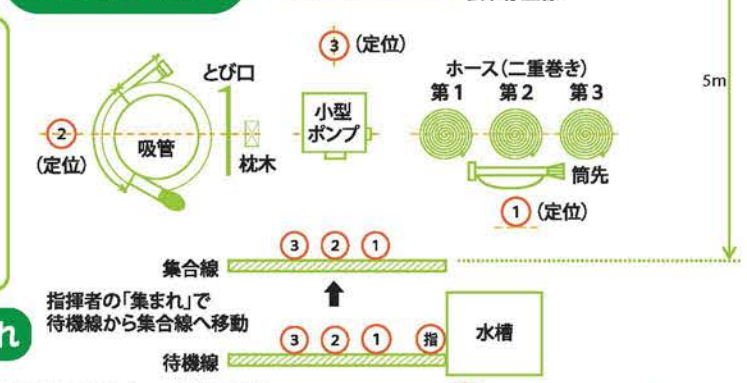 ③(定位)
とび口
ホース(二重巻き)
第1 第2 第3
5m
小型
ポンプ
②
(定位)
吸管
枕木
筒先
①(定位)
③ ② ①
集合線
指揮者の「集まれ」で
待機線から集合線へ移動
れ
③ ② ① 指
水槽
待機線